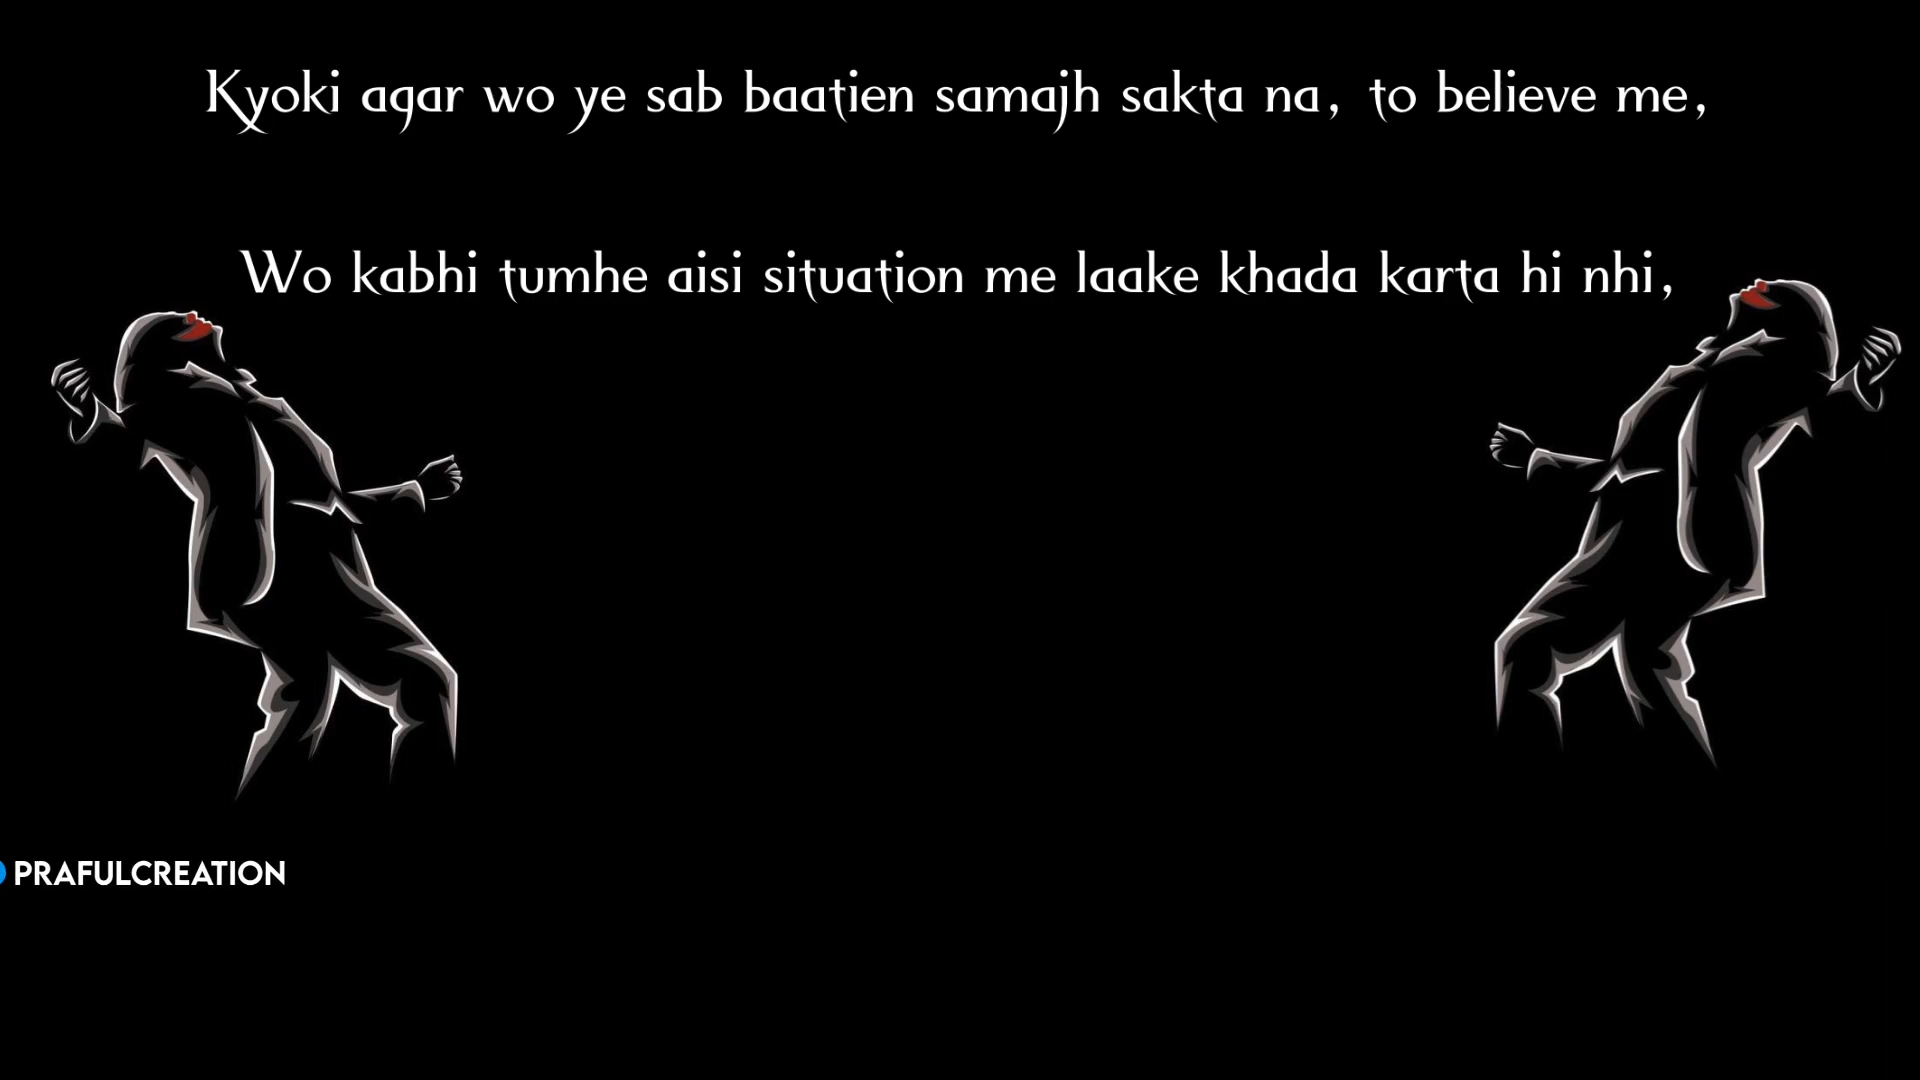 Kyoki agar wo ye sab baatien samajh sakta na, to believe me,
Wo kabhi tumhe aisi situation me laake khada karta hi nhi,
PRAFULCREATION